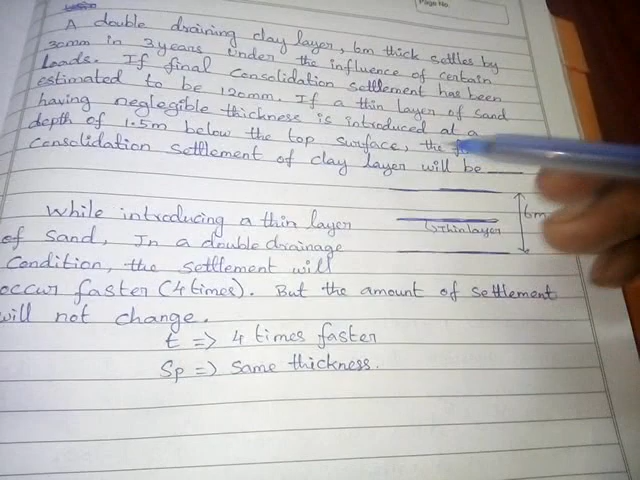 Page No.
A double draining clay layer, 6m thick settles by
30mm in 3years under the influence of certain
loads. If final Consolidation settlement has been
estimated to be 120mm. If a thin layer of sand
having neglegible thickness is introduced at a
depth of 1.5m below the top surface, the
Consolidation settlement of clay layer will be
6m
Thin layer
While introducing a thin layer
of sand, In a double drainage
Condition, the settlement will
occur faster (4 times). But the amount of settlement
will not change.
t => 4 times faster
Sp => Same thickness.